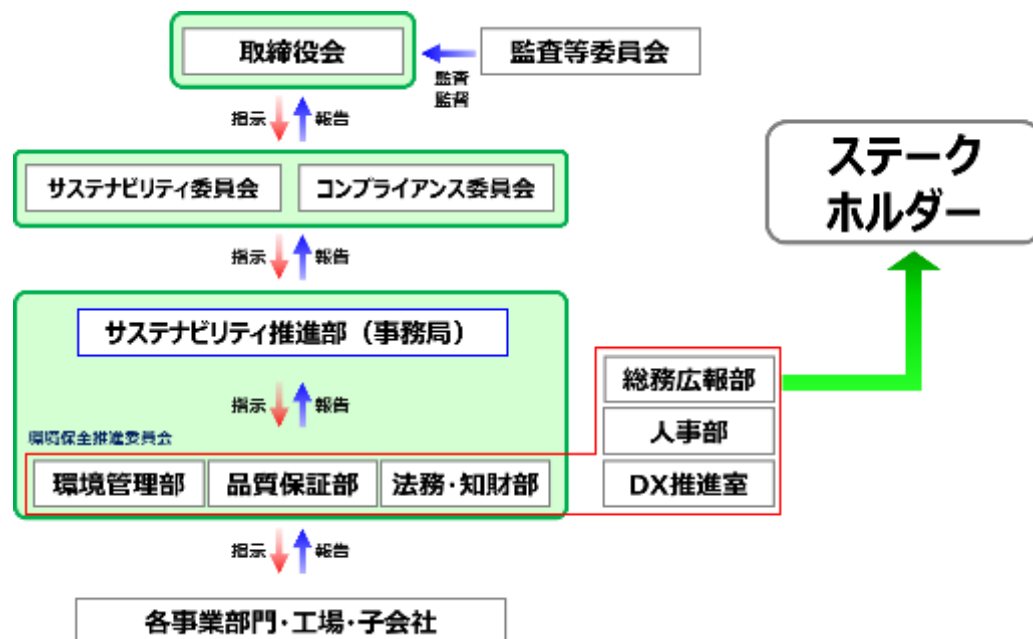 取締役会
監査等委員会
監査
監督
指示
報告
サステナビリティ委員会
コンプライアンス委員会
ステーク
ホルダー
指示
報告
サステナビリティ推進部（事務局）
総務広報部
指示
報告
人事部
環境保全推進委員会
環境管理部
品質保証部
法務・知財部
DX推進室
指示
報告
各事業部門・工場・子会社